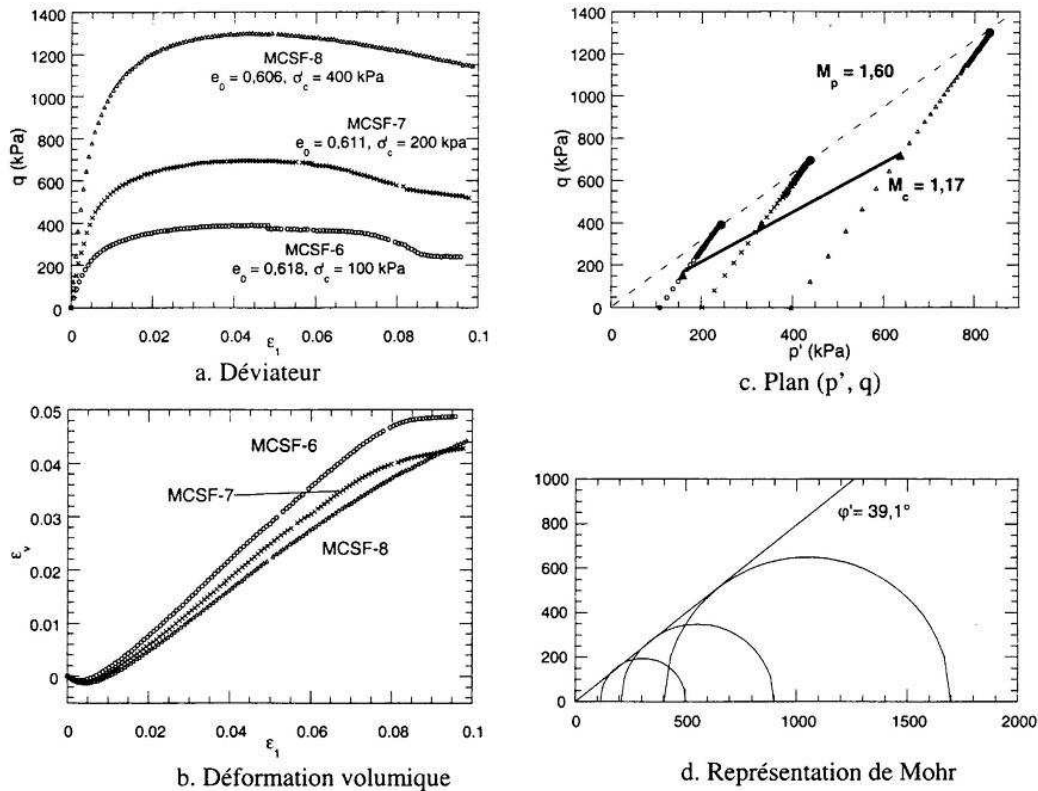 1400
1200
1000
800
600
400
200
0
q (kPa)
MCSF-8
e₀ = 0,606, σ'c = 400 kPa
MCSF-7
e₀ = 0,611, σ'c = 200 kpa
MCSF-6
e₀ = 0,618, σ'c = 100 kPa
0 0.02 0.04 0.06 0.08 0.1
ε₁
a. Déviateur
1400
1200
1000
800
600
400
200
0
q (kPa)
Mp = 1,60
Mc = 1,17
0 200 400 600 800
p' (kPa)
c. Plan (p', q)
0.05
0.04
0.03
0.02
0.01
0
εv
MCSF-6
MCSF-7
MCSF-8
0 0.02 0.04 0.06 0.08 0.1
ε₁
b. Déformation volumique
1000
800
600
400
200
0
φ'= 39,1°
0 500 1000 1500 2000
d. Représentation de Mohr